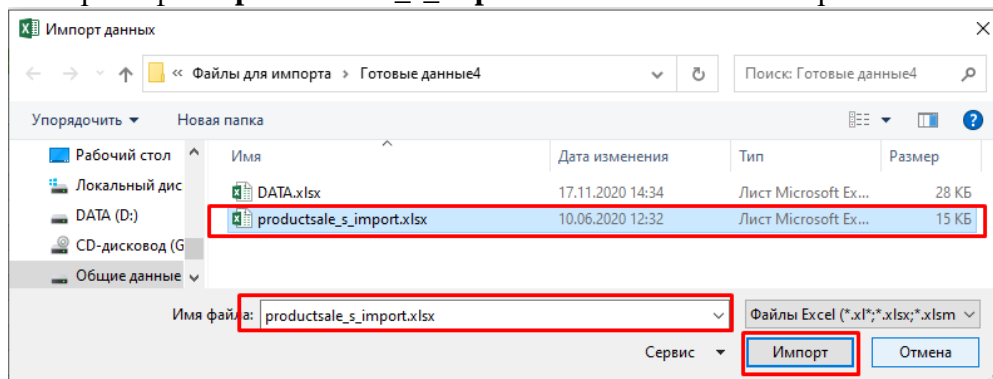 Импорт данных
« Файлы для импорта › Готовые данные4
Поиск: Готовые данные4
Упорядочить Новая папка
Имя Дата изменения Тип Размер
Рабочий стол
Локальный дис
DATA.xlsx 17.11.2020 14:34 Лист Microsoft Ex... 28 КБ
DATA (D:)
productsale_s_import.xlsx 10.06.2020 12:32 Лист Microsoft Ex... 15 КБ
CD-дисковод (G
Общие данные
Имя файла: productsale_s_import.xlsx
Файлы Excel (*.xl*;*.xlsx;*.xlsm
Сервис
Импорт
Отмена